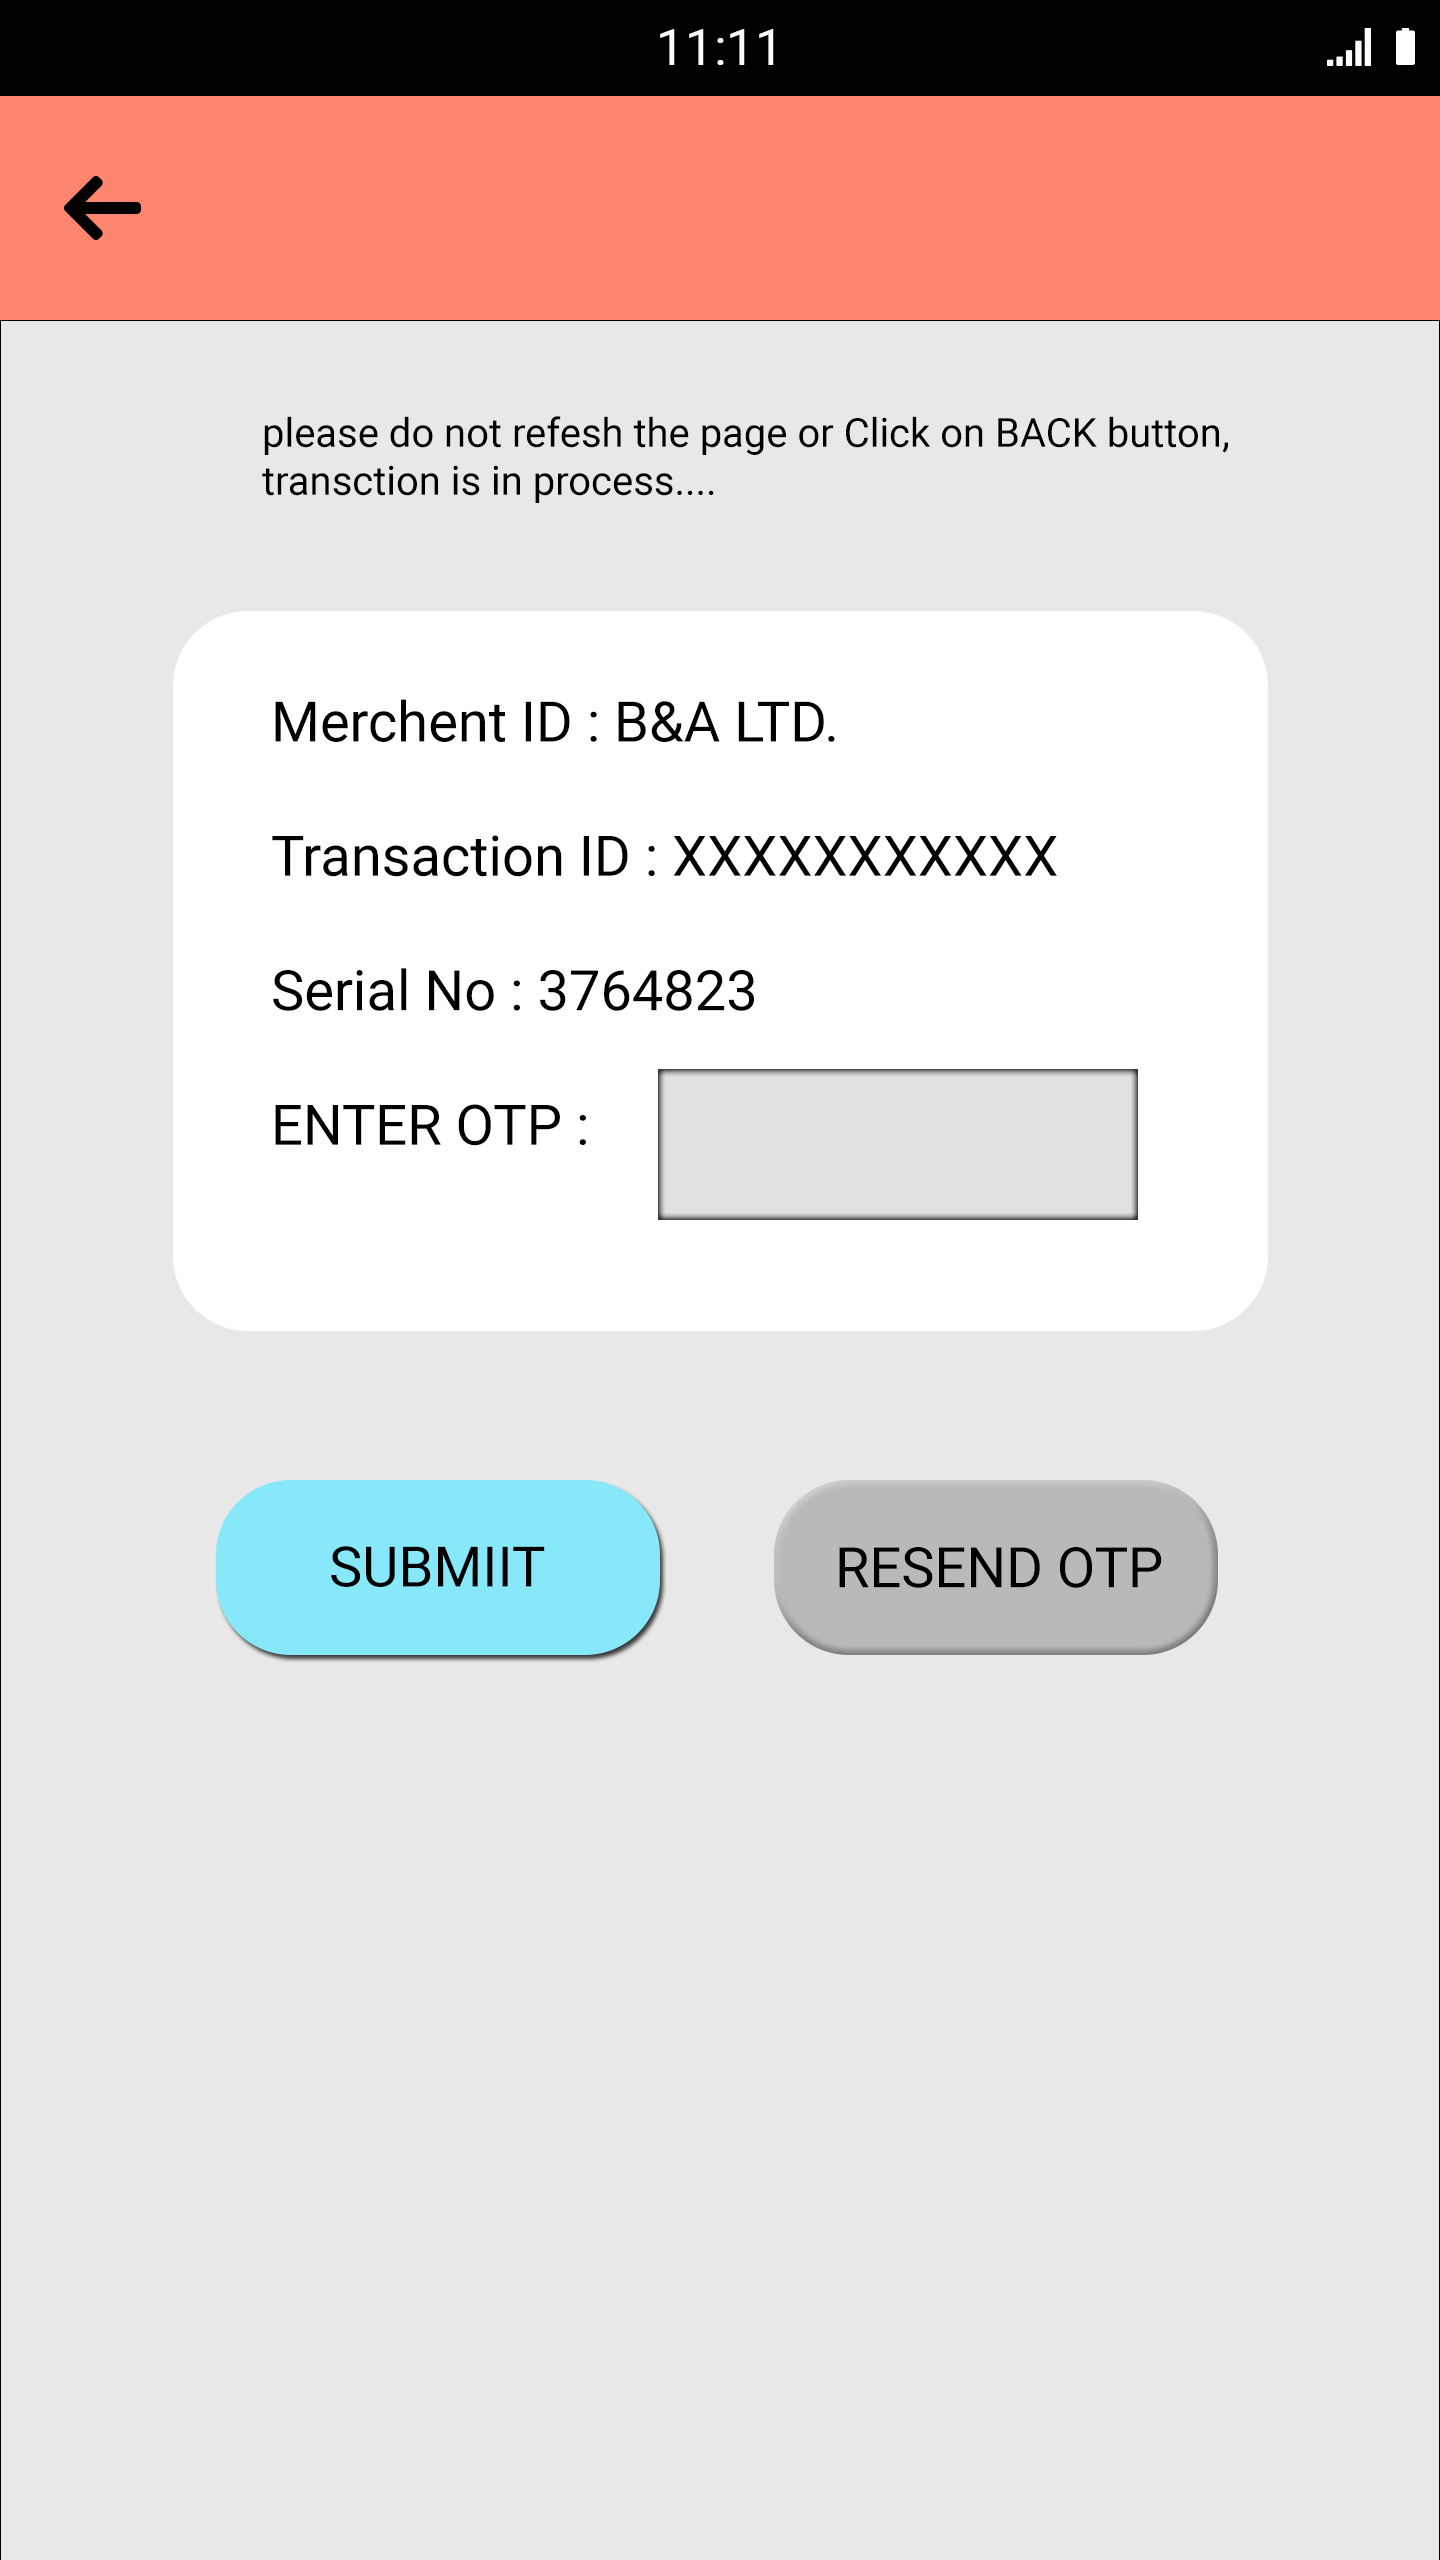 11:11
please do not refesh the page or Click on BACK button,
transction is in process....
Merchent ID : B&A LTD.
Transaction ID : XXXXXXXXXXX
Serial No : 3764823
ENTER OTP :
SUBMIIT
RESEND OTP